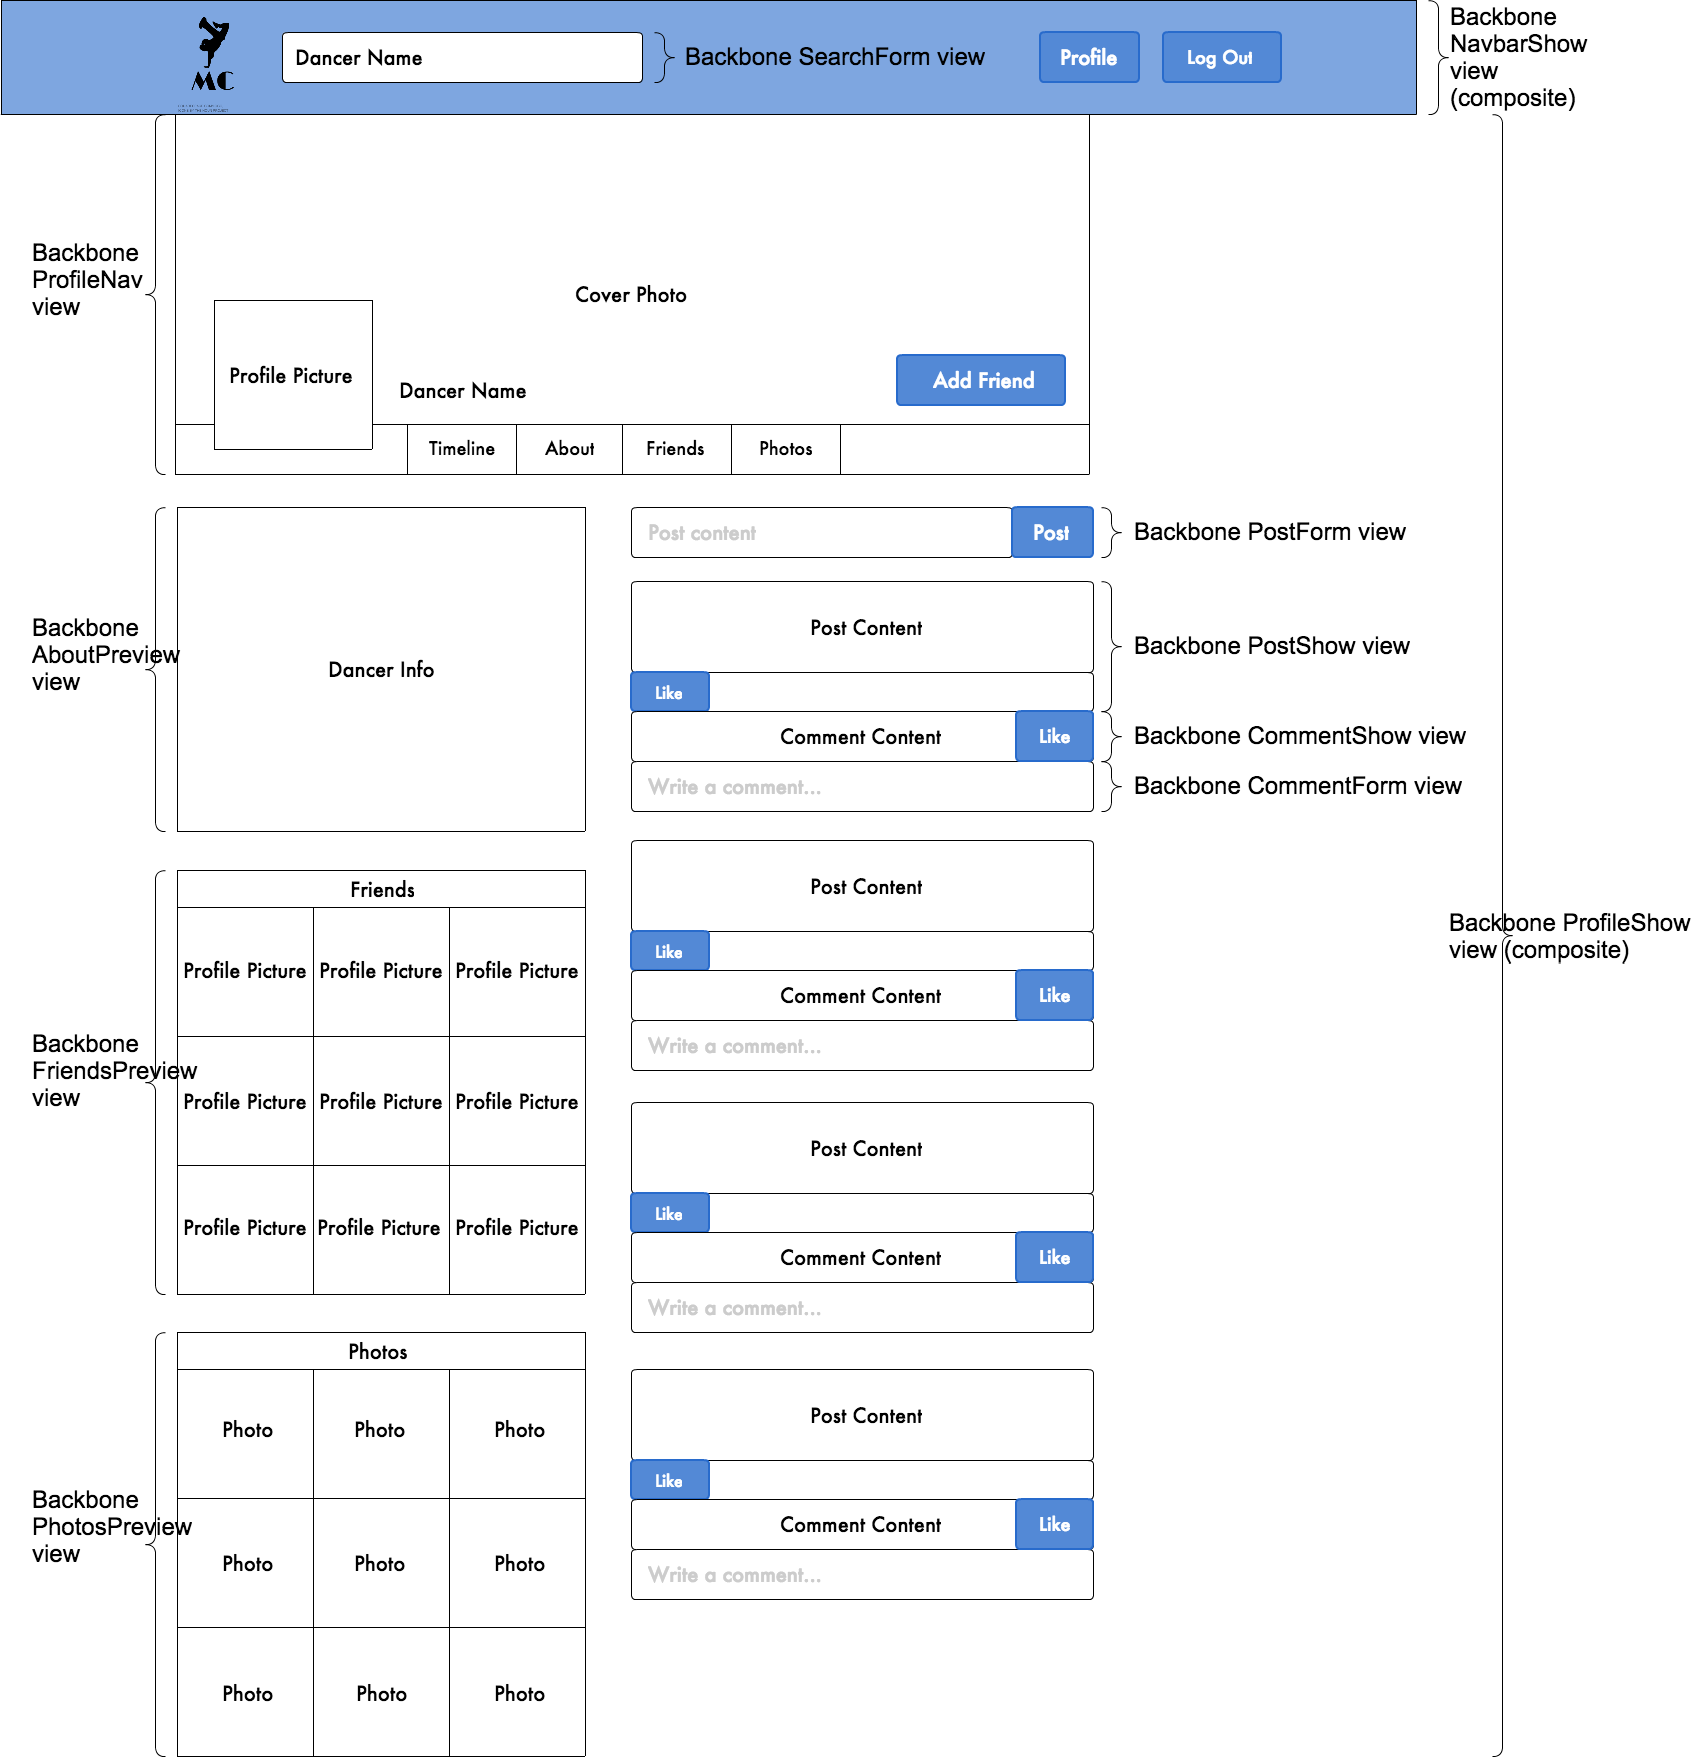 Backbone
NavbarShow
view
(composite)
MC
Dancer Name
Backbone SearchForm view
Profile
Log Out
Backbone
ProfileNav
view
Cover Photo
Profile Picture
Dancer Name
Add Friend
Timeline
About
Friends
Photos
Backbone
AboutPreview
view
Dancer Info
Post content
Post
Backbone PostForm view
Post Content
Backbone PostShow view
Like
Comment Content
Like
Backbone CommentShow view
Write a comment...
Backbone CommentForm view
Post Content
Like
Comment Content
Like
Write a comment...
Backbone ProfileShow
view (composite)
Backbone
FriendsPreview
view
Friends
Profile Picture Profile Picture Profile Picture
Profile Picture Profile Picture Profile Picture
Profile Picture Profile Picture Profile Picture
Post Content
Like
Comment Content
Like
Write a comment...
Backbone
PhotosPreview
view
Photos
Photo Photo Photo
Photo Photo Photo
Photo Photo Photo
Post Content
Like
Comment Content
Like
Write a comment...